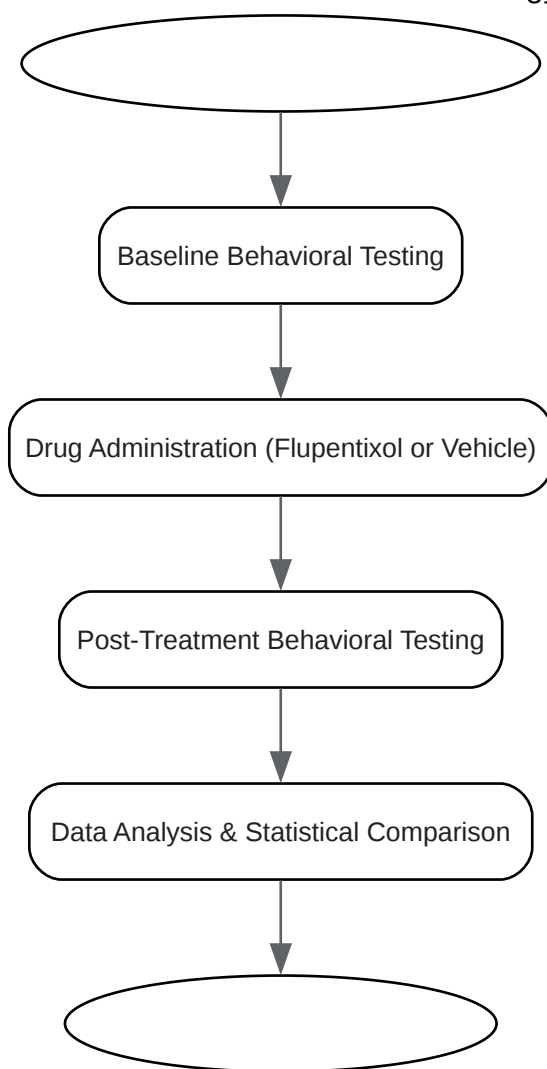 Baseline Behavioral Testing
Drug Administration (Flupentixol or Vehicle)
Post-Treatment Behavioral Testing
Data Analysis & Statistical Comparison